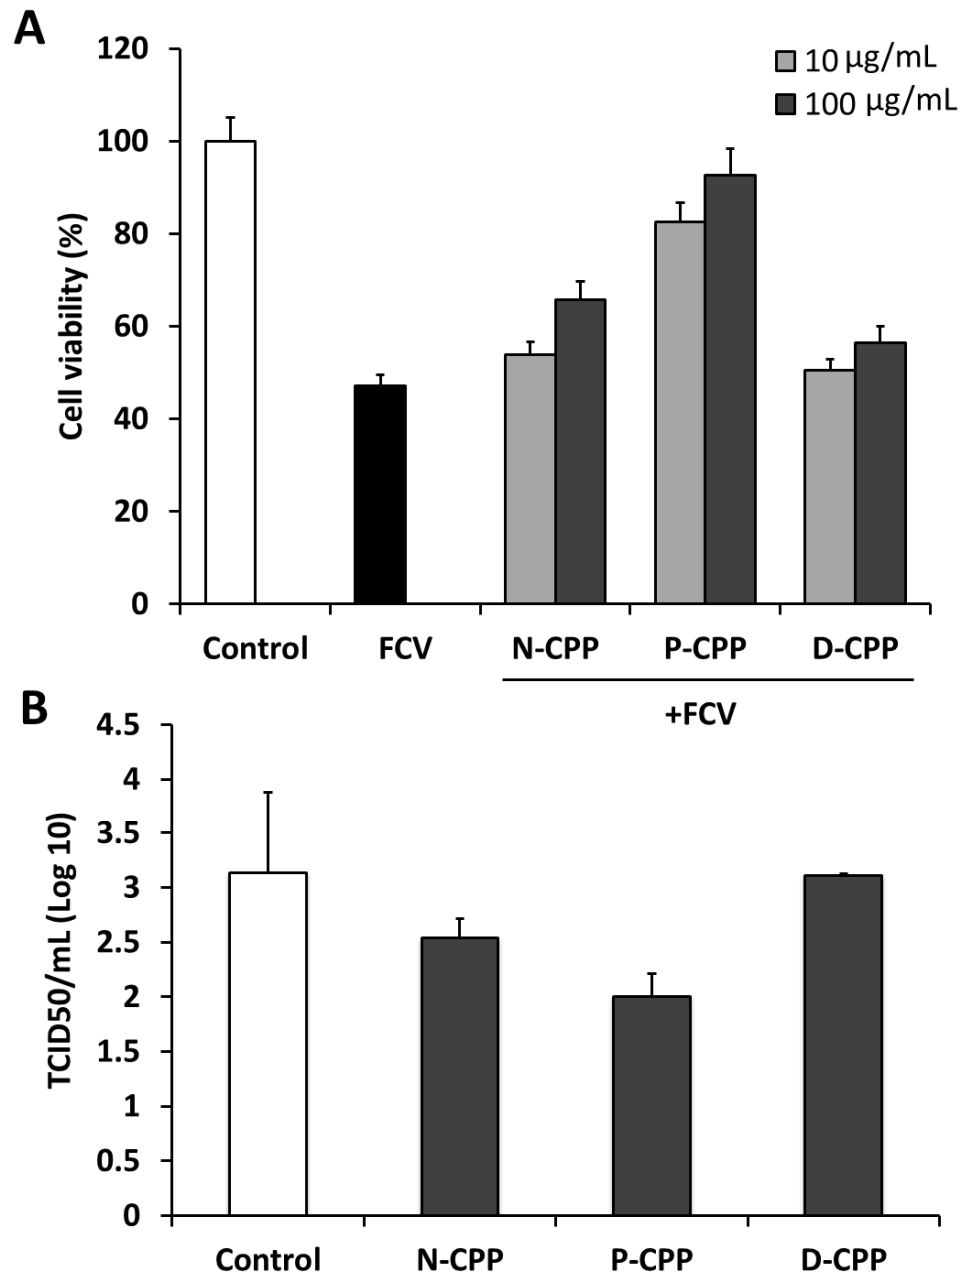 A
120
10 µg/mL
100 µg/mL
100
80
60
40
20
0
Cell viability (%)
Control FCV N-CPP P-CPP D-CPP
+FCV
B
4.5
4
3.5
3
2.5
2
1.5
1
0.5
0
TCID50/mL (Log 10)
Control N-CPP P-CPP D-CPP